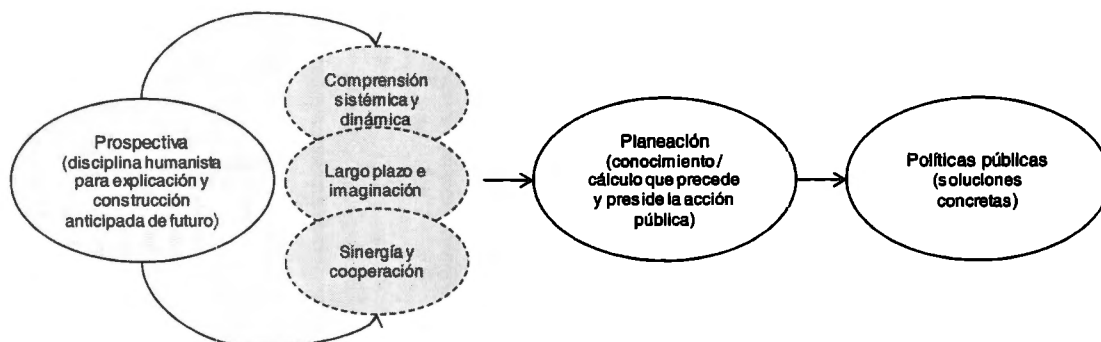 Prospectiva
(disciplina humanista
para explicación y
construcción
anticipada de futuro)
Comprensión
sistémica y
dinámica
Largo plazo e
imaginación
Sinergía y
cooperación
Planeación
(conocimiento /
cálculo que precede
y preside la acción
pública)
Políticas públicas
(soluciones
concretas)